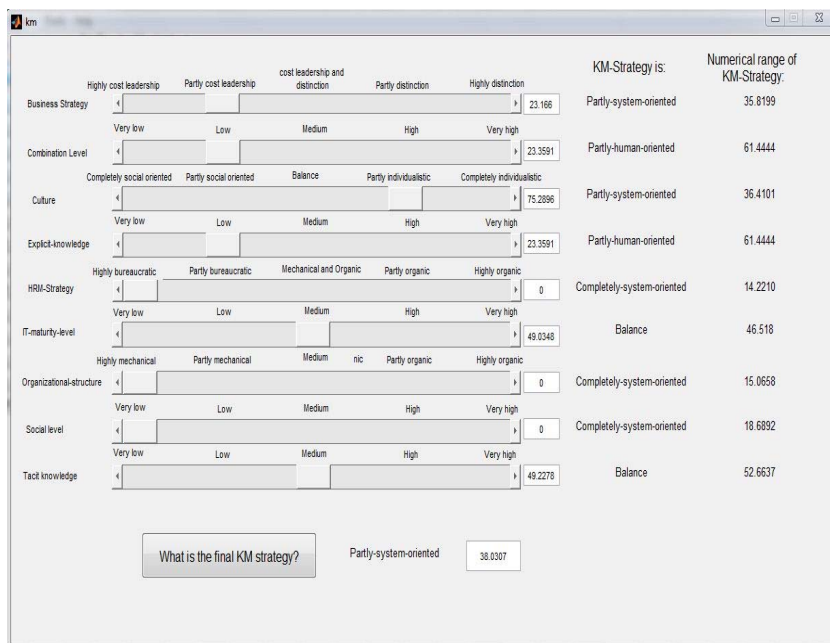 km
KM-Strategy is:
Numerical range of
KM-Strategy:
Highly cost leadership Partly cost leadership cost leadership and distinction Partly distinction Highly distinction
Business Strategy 23.166 Partly-system-oriented 35.8199
Very low Low Medium High Very high
Combination Level 23.3591 Partly-human-oriented 61.4444
Completely social oriented Partly social oriented Balance Partly individualistic Completely individualistic
Culture 75.2896 Partly-system-oriented 36.4101
Very low Low Medium High Very high
Explicit-knowledge 23.3591 Partly-human-oriented 61.4444
Highly bureaucratic Partly bureaucratic Mechanical and Organic Partly organic Highly organic
HRM-Strategy 0 Completely-system-oriented 14.2210
Very low Low Medium High Very high
IT-maturity-level 49.0348 Balance 46.518
Highly mechanical Partly mechanical Medium nic Partly organic Highly organic
Organizational-structure 0 Completely-system-oriented 15.0658
Very low Low Medium High Very high
Social level 0 Completely-system-oriented 18.6892
Very low Low Medium High Very high
Tacit knowledge 49.2278 Balance 52.6637
What is the final KM strategy? Partly-system-oriented 38.0307